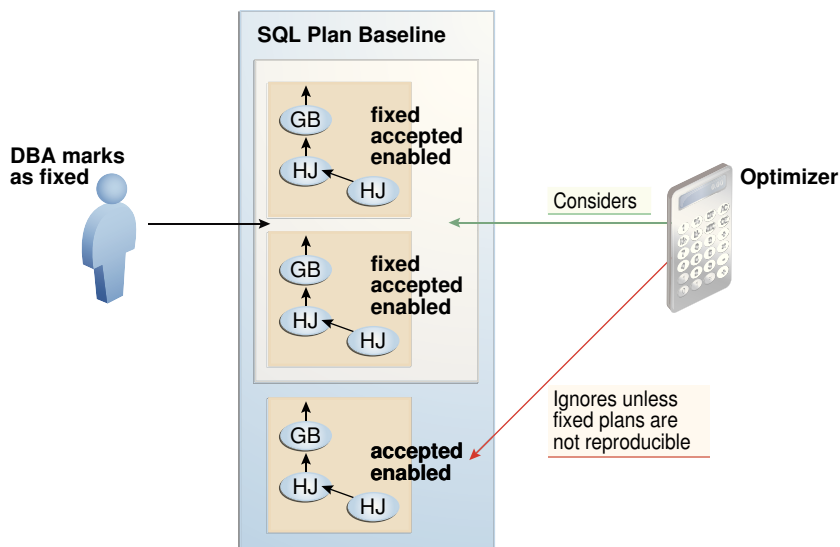 SQL Plan Baseline
GB
HJ
HJ
fixed
accepted
enabled
DBA marks
as fixed
Considers
Optimizer
GB
HJ
HJ
fixed
accepted
enabled
Ignores unless
fixed plans are
not reproducible
GB
HJ
HJ
accepted
enabled